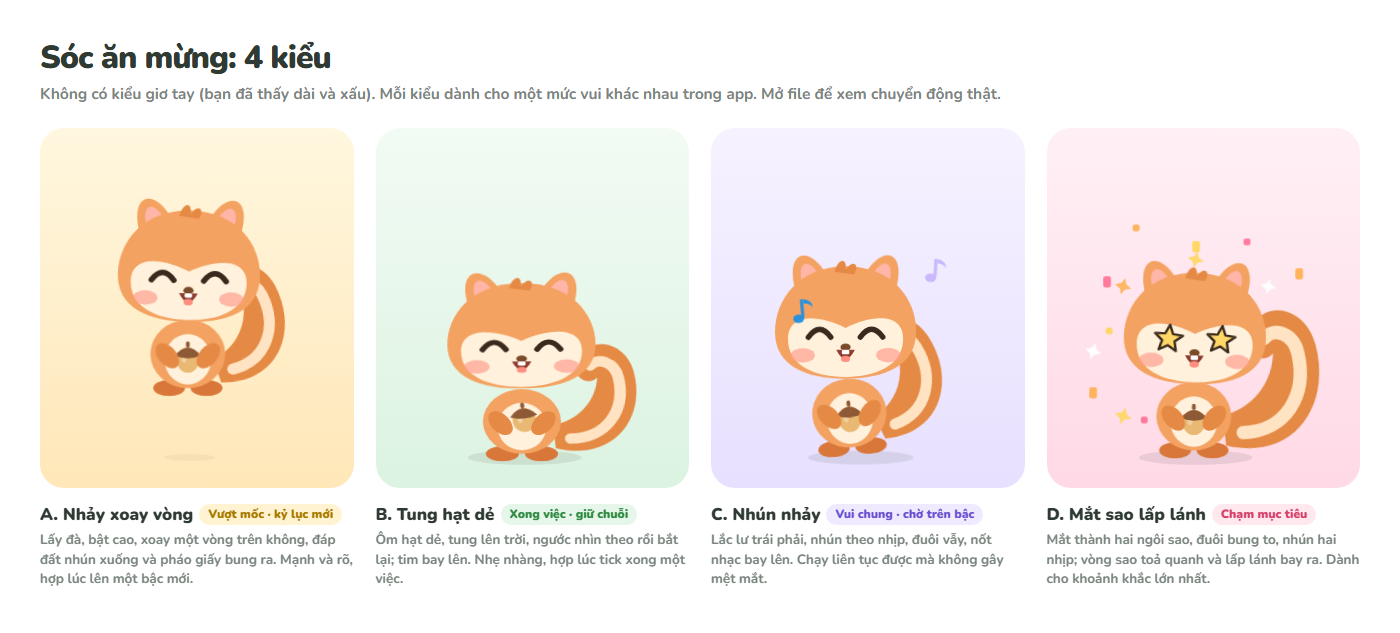 Sóc ăn mừng: 4 kiểu
Không có kiểu giơ tay (bạn đã thấy dài và xấu). Mỗi kiểu dành cho một mức vui khác nhau trong app. Mở file để xem chuyển động thật.
A. Nhảy xoay vòng Vượt mốc · kỷ lục mới
Lấy đà, bật cao, xoay một vòng trên không, đáp
đất nhún xuống và pháo giấy bung ra. Mạnh và rõ,
hợp lúc lên một bậc mới.
B. Tung hạt dẻ Xong việc · giữ chuỗi
Ôm hạt dẻ, tung lên trời, ngước nhìn theo rồi bắt
lại; tim bay lên. Nhẹ nhàng, hợp lúc tick xong một
việc.
C. Nhún nhảy Vui chung · chờ trên bậc
Lắc lư trái phải, nhún theo nhịp, đuôi vẫy, nốt
nhạc bay lên. Chạy liên tục được mà không gây
mệt mắt.
D. Mắt sao lấp lánh Chạm mục tiêu
Mắt thành hai ngôi sao, đuôi bung to, nhún hai
nhịp; vòng sao toả quanh và lấp lánh bay ra. Dành
cho khoảnh khắc lớn nhất.